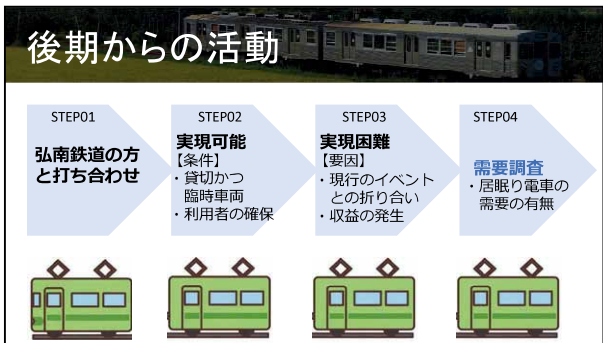 後期からの活動
STEP01
弘南鉄道の方
と打ち合わせ
STEP02
実現可能
【条件】
・貸切かつ
臨時車両
・利用者の確保
STEP03
実現困難
【要因】
・現行のイベント
との折り合い
・収益の発生
STEP04
需要調査
・居眠り電車の
需要の有無